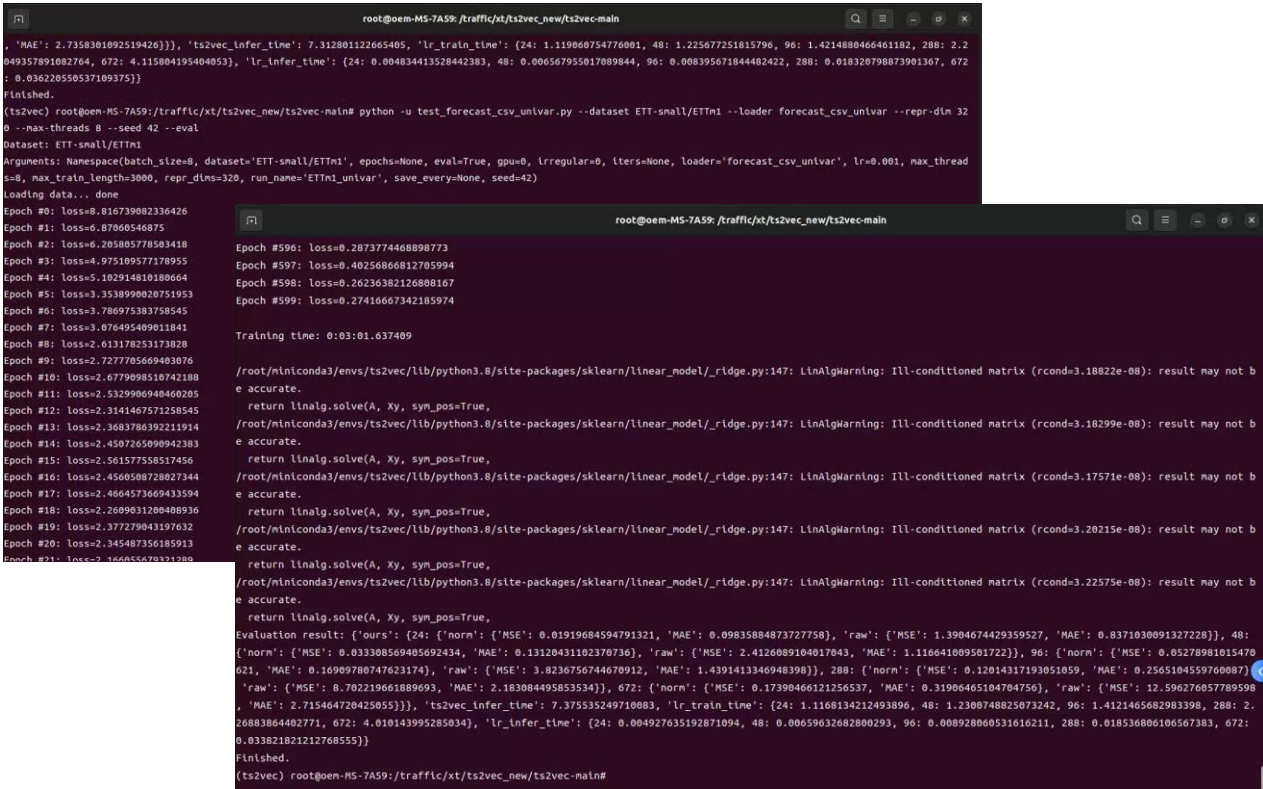 root@oem-MS-7A59: /traffic/xt/ts2vec_new/ts2vec-main
, 'MAE': 2.7358301092519426}}}, 'ts2vec_infer_time': 7.312801122665405, 'lr_train_time': {24: 1.119060754776001, 48: 1.225677251815796, 96: 1.4214880466461182, 288: 2.2
049357891082764, 672: 4.115804195404053}, 'lr_infer_time': {24: 0.004834413528442383, 48: 0.006567955017089844, 96: 0.008395671844482422, 288: 0.018320798873901367, 672
: 0.036220550537109375}}
Finished.
(ts2vec) root@oem-MS-7A59:/traffic/xt/ts2vec_new/ts2vec-main# python -u test_forecast_csv_univar.py --dataset ETT-small/ETTm1 --loader forecast_csv_univar --repr-dim 32
0 --max-threads 8 --seed 42 --eval
Dataset: ETT-small/ETTm1
Arguments: Namespace(batch_size=8, dataset='ETT-small/ETTm1', epochs=None, eval=True, gpu=0, irregular=0, iters=None, loader='forecast_csv_univar', lr=0.001, max_thread
s=8, max_train_length=3000, repr_dims=320, run_name='ETTm1_univar', save_every=None, seed=42)
Loading data... done
Epoch #0: loss=8.816739082336426
Epoch #1: loss=6.87060546875
Epoch #2: loss=6.205805778503418
Epoch #3: loss=4.975109577178955
Epoch #4: loss=5.102914810180664
Epoch #5: loss=3.3538990020751953
Epoch #6: loss=3.786975383758545
Epoch #7: loss=3.076495409011841
Epoch #8: loss=2.613178253173828
Epoch #9: loss=2.7277705669403076
Epoch #10: loss=2.6779098510742188
Epoch #11: loss=2.5329906940460205
Epoch #12: loss=2.3141467571258545
Epoch #13: loss=2.3683786392211914
Epoch #14: loss=2.4507265090942383
Epoch #15: loss=2.561577558517456
Epoch #16: loss=2.4560508728027344
Epoch #17: loss=2.4664573669433594
Epoch #18: loss=2.2609031200408936
Epoch #19: loss=2.377279043197632
Epoch #20: loss=2.345487356185913
Epoch #21: loss=2.166055679321289
root@oem-MS-7A59: /traffic/xt/ts2vec_new/ts2vec-main
Epoch #596: loss=0.2873774468898773
Epoch #597: loss=0.40256866812705994
Epoch #598: loss=0.26236382126808167
Epoch #599: loss=0.27416667342185974
Training time: 0:03:01.637409
/root/miniconda3/envs/ts2vec/lib/python3.8/site-packages/sklearn/linear_model/_ridge.py:147: LinAlgWarning: Ill-conditioned matrix (rcond=3.18822e-08): result may not b
e accurate.
return linalg.solve(A, Xy, sym_pos=True,
/root/miniconda3/envs/ts2vec/lib/python3.8/site-packages/sklearn/linear_model/_ridge.py:147: LinAlgWarning: Ill-conditioned matrix (rcond=3.18299e-08): result may not b
e accurate.
return linalg.solve(A, Xy, sym_pos=True,
/root/miniconda3/envs/ts2vec/lib/python3.8/site-packages/sklearn/linear_model/_ridge.py:147: LinAlgWarning: Ill-conditioned matrix (rcond=3.17571e-08): result may not b
e accurate.
return linalg.solve(A, Xy, sym_pos=True,
/root/miniconda3/envs/ts2vec/lib/python3.8/site-packages/sklearn/linear_model/_ridge.py:147: LinAlgWarning: Ill-conditioned matrix (rcond=3.20215e-08): result may not b
e accurate.
return linalg.solve(A, Xy, sym_pos=True,
/root/miniconda3/envs/ts2vec/lib/python3.8/site-packages/sklearn/linear_model/_ridge.py:147: LinAlgWarning: Ill-conditioned matrix (rcond=3.22575e-08): result may not b
e accurate.
return linalg.solve(A, Xy, sym_pos=True,
Evaluation result: {'ours': {24: {'norm': {'MSE': 0.01919684594791321, 'MAE': 0.09835884873727758}, 'raw': {'MSE': 1.3904674429359527, 'MAE': 0.8371030091327228}}, 48:
{'norm': {'MSE': 0.033308569405692434, 'MAE': 0.13120431102370736}, 'raw': {'MSE': 2.4126089104017043, 'MAE': 1.116641009501722}}, 96: {'norm': {'MSE': 0.05278981015470
621, 'MAE': 0.16909780747623174}, 'raw': {'MSE': 3.8236756744670912, 'MAE': 1.4391413346948398}}, 288: {'norm': {'MSE': 0.12014317193051059, 'MAE': 0.2565104559760087}
'raw': {'MSE': 8.702219661889693, 'MAE': 2.183084495853534}}, 672: {'norm': {'MSE': 0.17390466121256537, 'MAE': 0.31906465104704756}, 'raw': {'MSE': 12.596276057789598
, 'MAE': 2.715464720425055}}}, 'ts2vec_infer_time': 7.375535249710083, 'lr_train_time': {24: 1.1168134212493896, 48: 1.2300748825073242, 96: 1.4121465682983398, 288: 2.
26883864402771, 672: 4.010143995285034}, 'lr_infer_time': {24: 0.004927635192871094, 48: 0.00659632682800293, 96: 0.008928060531616211, 288: 0.018536806106567383, 672:
0.033821821212768555}}
Finished.
(ts2vec) root@oem-MS-7A59:/traffic/xt/ts2vec_new/ts2vec-main#